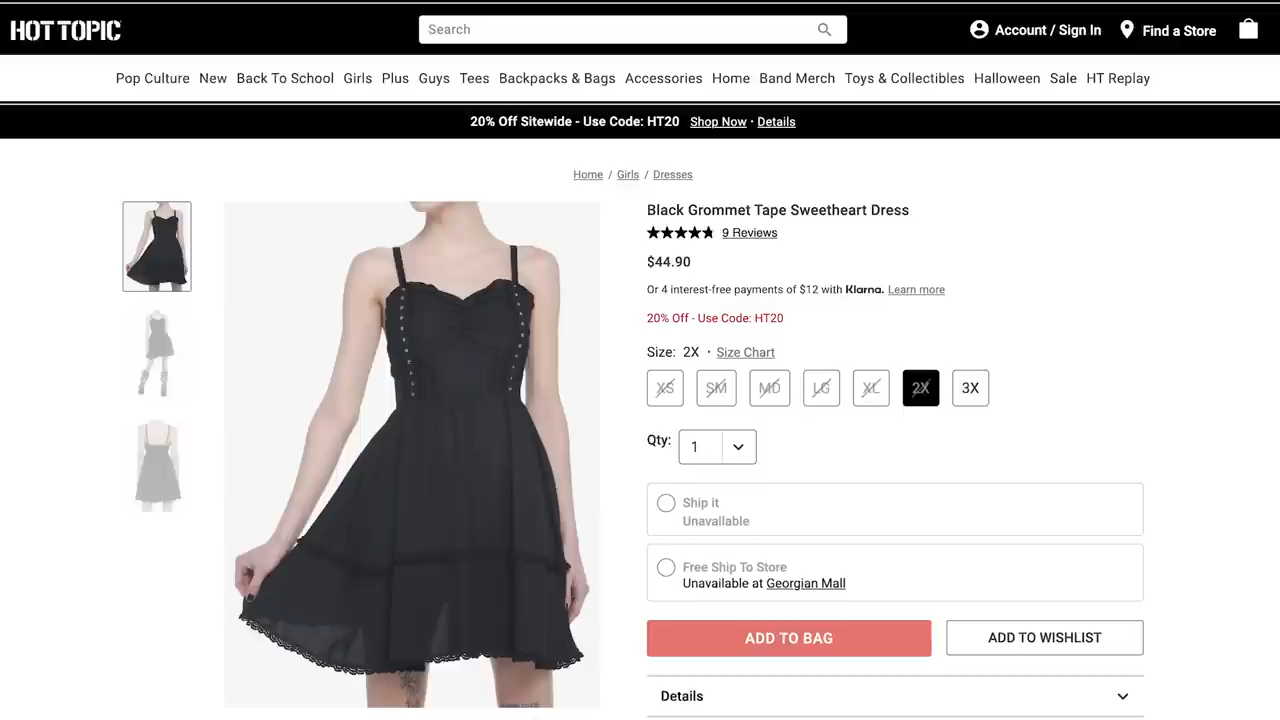 HOT TOPIC
Search
Account / Sign In
Find a Store
Pop Culture New Back To School Girls Plus Guys Tees Backpacks & Bags Accessories Home Band Merch Toys & Collectibles Halloween Sale HT Replay
20% Off Sitewide - Use Code: HT20 Shop Now · Details
Home / Girls / Dresses
Black Grommet Tape Sweetheart Dress
9 Reviews
$44.90
Or 4 interest-free payments of $12 with Klarna. Learn more
20% Off - Use Code: HT20
Size: 2X · Size Chart
XS SM MD LG XL 2X 3X
Qty: 1
Ship it
Unavailable
Free Ship To Store
Unavailable at Georgian Mall
ADD TO BAG
ADD TO WISHLIST
Details